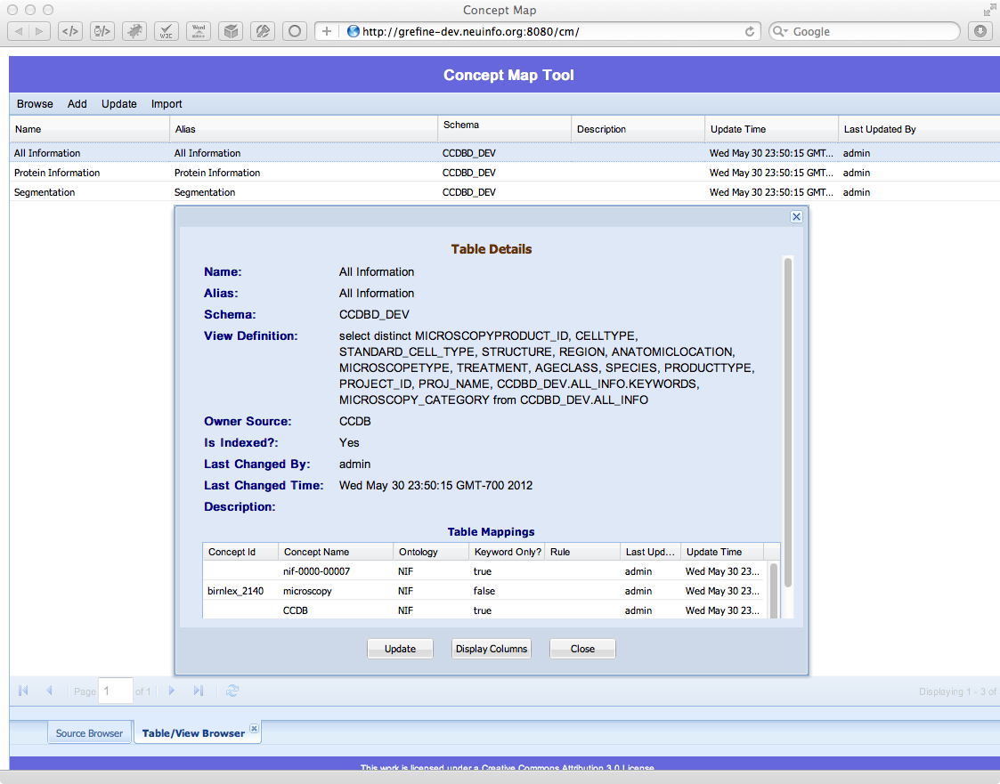 Concept Map
</>
W3C
Word
http://grefine-dev.neuinfo.org:8080/cm/
Google
Concept Map Tool
Browse Add Update Import
Name Alias Schema Description Update Time Last Updated By
All Information All Information CCDBD_DEV Wed May 30 23:50:15 GMT... admin
Protein Information Protein Information CCDBD_DEV Wed May 30 23:50:15 GMT... admin
Segmentation Segmentation CCDBD_DEV Wed May 30 23:50:15 GMT... admin
Table Details
Name: All Information
Alias: All Information
Schema: CCDBD_DEV
View Definition: select distinct MICROSCOPYPRODUCT_ID, CELLTYPE,
STANDARD_CELL_TYPE, STRUCTURE, REGION, ANATOMICLOCATION,
MICROSCOPETYPE, TREATMENT, AGECLASS, SPECIES, PRODUCTTYPE,
PROJECT_ID, PROJ_NAME, CCDBD_DEV.ALL_INFO.KEYWORDS,
MICROSCOPY_CATEGORY from CCDBD_DEV.ALL_INFO
Owner Source: CCDB
Is Indexed?: Yes
Last Changed By: admin
Last Changed Time: Wed May 30 23:50:15 GMT-700 2012
Description:
Table Mappings
Concept Id Concept Name Ontology Keyword Only? Rule Last Upd... Update Time
nif-0000-00007 NIF true admin Wed May 30 23...
birnlex_2140 microscopy NIF false admin Wed May 30 23...
CCDB NIF true admin Wed May 30 23...
Update Display Columns Close
Page 1 of 1 Displaying 1 - 3 of
Source Browser Table/View Browser
This work is licensed under a Creative Commons Attribution 3.0 License